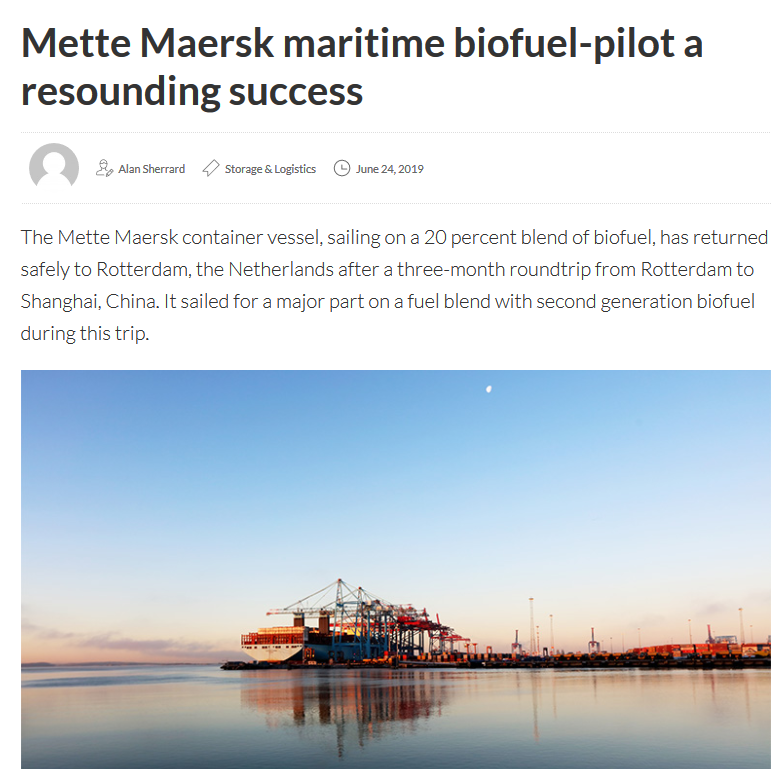 Mette Maersk maritime biofuel-pilot a
resounding success
Alan Sherrard Storage & Logistics June 24, 2019
The Mette Maersk container vessel, sailing on a 20 percent blend of biofuel, has returned
safely to Rotterdam, the Netherlands after a three-month roundtrip from Rotterdam to
Shanghai, China. It sailed for a major part on a fuel blend with second generation biofuel
during this trip.